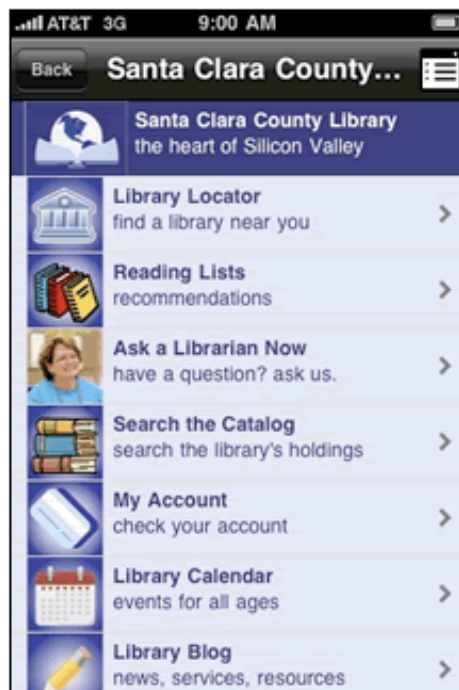 AT&T 3G 9:00 AM
Back Santa Clara County...
Santa Clara County Library
the heart of Silicon Valley
Library Locator
find a library near you
Reading Lists
recommendations
Ask a Librarian Now
have a question? ask us.
Search the Catalog
search the library's holdings
My Account
check your account
Library Calendar
events for all ages
Library Blog
news, services, resources